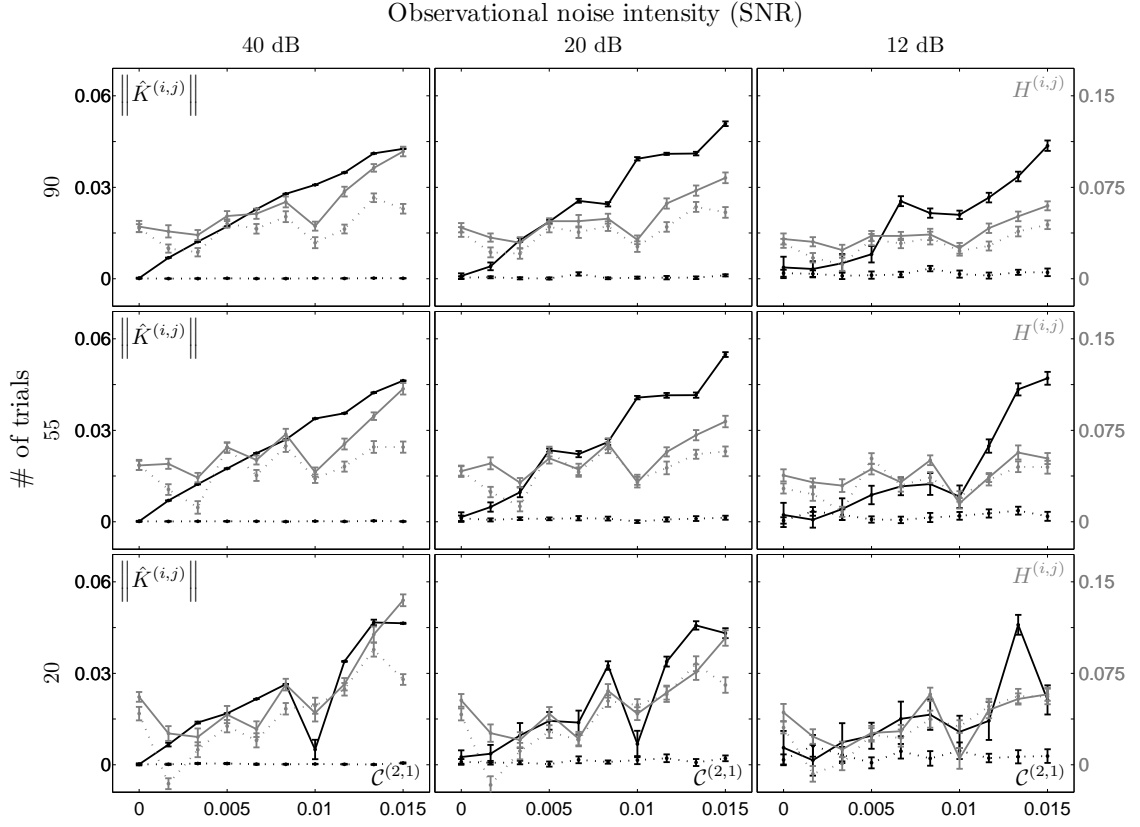 Observational noise intensity (SNR)
40 dB 20 dB 12 dB
‖K̂^(i,j)‖ H^(i,j)
0.06 0.15
90 0.03 0.075
0 0
‖K̂^(i,j)‖ H^(i,j)
0.06 0.15
# of trials
55 0.03 0.075
0 0
‖K̂^(i,j)‖ H^(i,j)
0.06 0.15
20 0.03 0.075
0 0
C^(2,1) C^(2,1) C^(2,1)
0 0.005 0.01 0.015 0 0.005 0.01 0.015 0 0.005 0.01 0.015